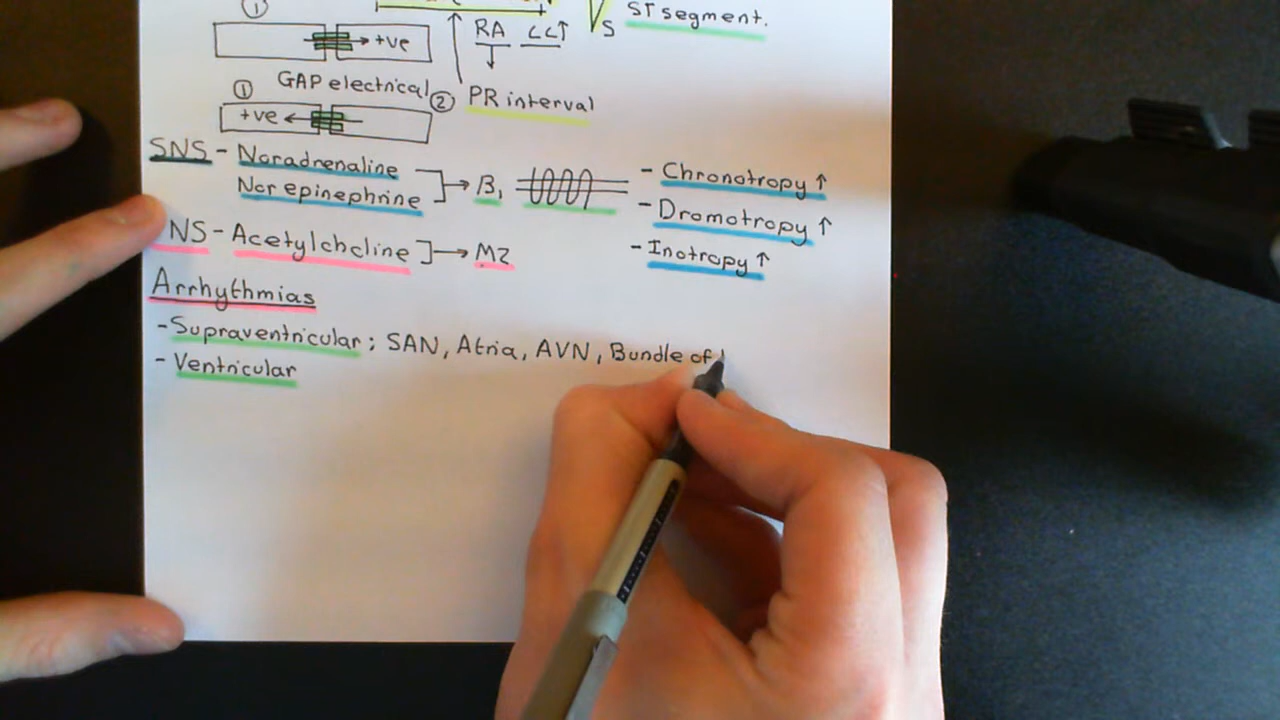 ①
S
ST segment.
+ve
RA CC↑
GAP electrical
① ②
PR interval
+ve
SNS - Noradrenaline
Norepinephrine
→ β₁
- Chronotropy ↑
- Dromotropy ↑
- Inotropy ↑
NS - Acetylcholine ] → M2
Arrhythmias
- Supraventricular ; SAN, Atria, AVN, Bundle of
- Ventricular